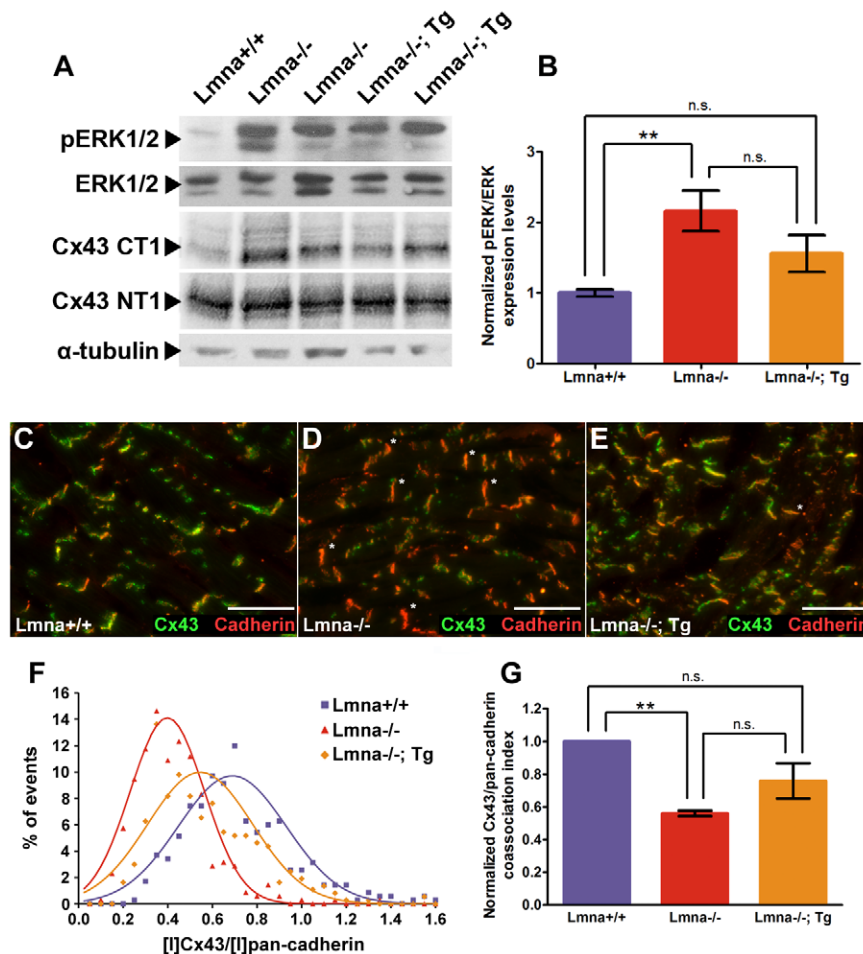 A
Lmna+/+
Lmna-/-
Lmna-/-
Lmna-/-; Tg
Lmna-/-; Tg
pERK1/2
ERK1/2
Cx43 CT1
Cx43 NT1
α-tubulin
B
n.s.
**
n.s.
Normalized pERK/ERK
expression levels
3
2
1
0
Lmna+/+
Lmna-/-
Lmna-/-; Tg
C
Lmna+/+
Cx43
Cadherin
D
*
*
*
*
*
*
Lmna-/-
Cx43
Cadherin
E
*
Lmna-/-; Tg
Cx43
Cadherin
F
% of events
16
14
12
10
8
6
4
2
0
0.0
0.2
0.4
0.6
0.8
1.0
1.2
1.4
1.6
[I]Cx43/[I]pan-cadherin
Lmna+/+
Lmna-/-
Lmna-/-; Tg
G
n.s.
**
n.s.
Normalized Cx43/pan-cadherin
coassociation index
1.2
1.0
0.8
0.6
0.4
0.2
0.0
Lmna+/+
Lmna-/-
Lmna-/-; Tg